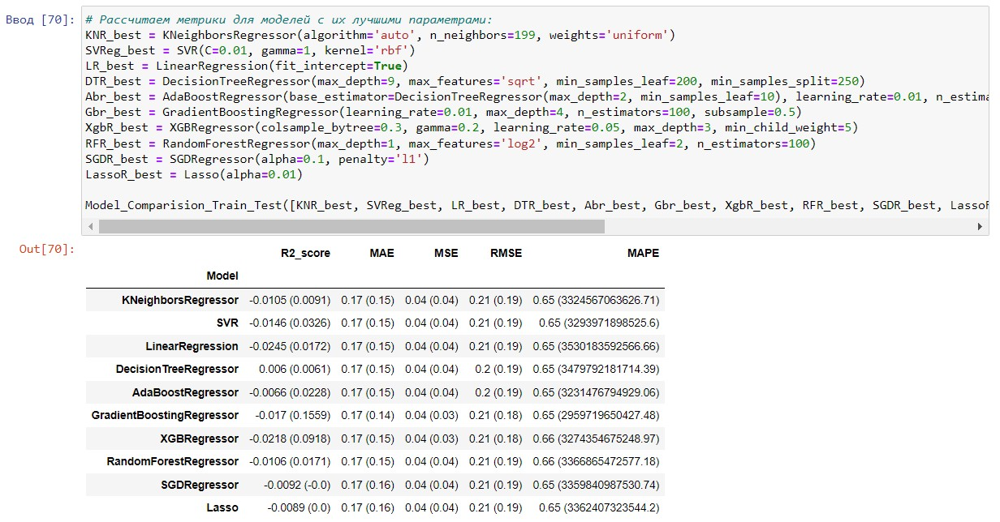 Ввод [70]:
# Рассчитаем метрики для моделей с их лучшими параметрами:
KNR_best = KNeighborsRegressor(algorithm='auto', n_neighbors=199, weights='uniform')
SVReg_best = SVR(C=0.01, gamma=1, kernel='rbf')
LR_best = LinearRegression(fit_intercept=True)
DTR_best = DecisionTreeRegressor(max_depth=9, max_features='sqrt', min_samples_leaf=200, min_samples_split=250)
Abr_best = AdaBoostRegressor(base_estimator=DecisionTreeRegressor(max_depth=2, min_samples_leaf=10), learning_rate=0.01, n_estima
Gbr_best = GradientBoostingRegressor(learning_rate=0.01, max_depth=4, n_estimators=100, subsample=0.5)
XgbR_best = XGBRegressor(colsample_bytree=0.3, gamma=0.2, learning_rate=0.05, max_depth=3, min_child_weight=5)
RFR_best = RandomForestRegressor(max_depth=1, max_features='log2', min_samples_leaf=2, n_estimators=100)
SGDR_best = SGDRegressor(alpha=0.1, penalty='l1')
LassoR_best = Lasso(alpha=0.01)
Model_Comparision_Train_Test([KNR_best, SVReg_best, LR_best, DTR_best, Abr_best, Gbr_best, XgbR_best, RFR_best, SGDR_best, LassoR
Out[70]:
R2_score MAE MSE RMSE MAPE
Model
KNeighborsRegressor -0.0105 (0.0091) 0.17 (0.15) 0.04 (0.04) 0.21 (0.19) 0.65 (3324567063626.71)
SVR -0.0146 (0.0326) 0.17 (0.15) 0.04 (0.04) 0.21 (0.19) 0.65 (3293971898525.6)
LinearRegression -0.0245 (0.0172) 0.17 (0.15) 0.04 (0.04) 0.21 (0.19) 0.65 (3530183592566.66)
DecisionTreeRegressor 0.006 (0.0061) 0.17 (0.15) 0.04 (0.04) 0.2 (0.19) 0.65 (3479792181714.39)
AdaBoostRegressor -0.0066 (0.0228) 0.17 (0.15) 0.04 (0.04) 0.2 (0.19) 0.65 (3231476794929.06)
GradientBoostingRegressor -0.017 (0.1559) 0.17 (0.14) 0.04 (0.03) 0.21 (0.18) 0.65 (2959719650427.48)
XGBRegressor -0.0218 (0.0918) 0.17 (0.15) 0.04 (0.03) 0.21 (0.18) 0.66 (3274354675248.97)
RandomForestRegressor -0.0106 (0.0171) 0.17 (0.15) 0.04 (0.04) 0.21 (0.19) 0.66 (3366865472577.18)
SGDRegressor -0.0092 (-0.0) 0.17 (0.16) 0.04 (0.04) 0.21 (0.19) 0.65 (3359840987530.74)
Lasso -0.0089 (0.0) 0.17 (0.16) 0.04 (0.04) 0.21 (0.19) 0.65 (3362407323544.2)